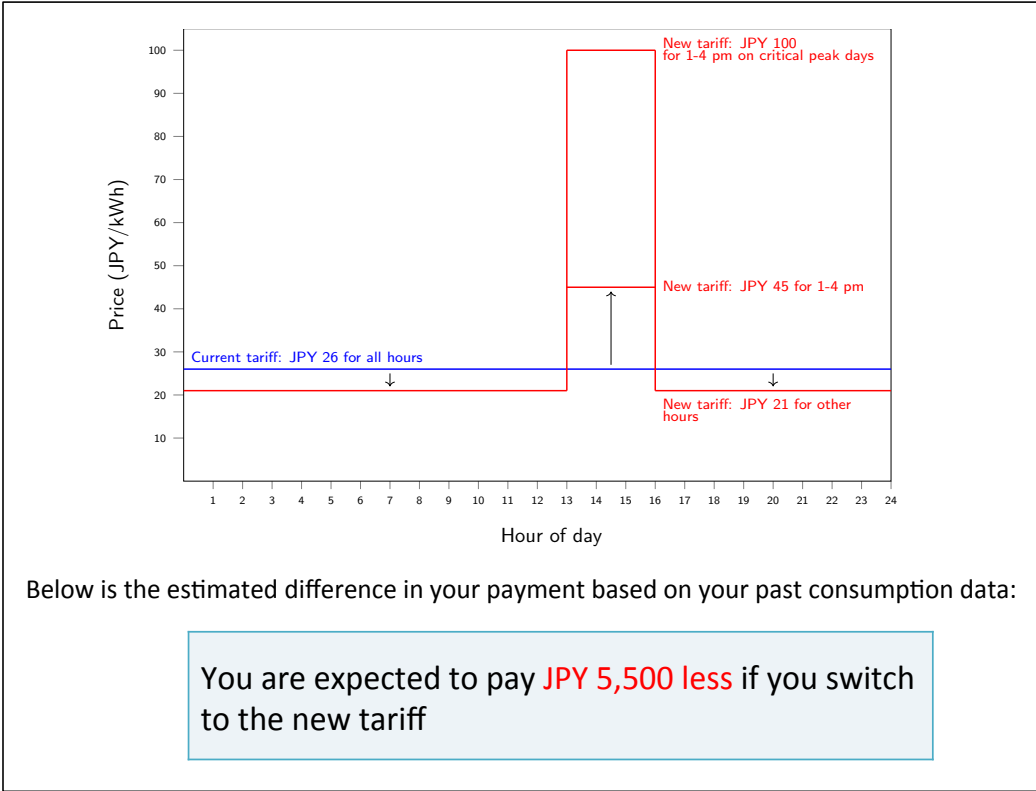 New tariff: JPY 100
for 1-4 pm on critical peak days
100
90
80
70
60
50
40
30
20
10
Price (JPY/kWh)
New tariff: JPY 45 for 1-4 pm
Current tariff: JPY 26 for all hours
New tariff: JPY 21 for other
hours
1 2 3 4 5 6 7 8 9 10 11 12 13 14 15 16 17 18 19 20 21 22 23 24
Hour of day
Below is the estimated difference in your payment based on your past consumption data:
You are expected to pay JPY 5,500 less if you switch
to the new tariff